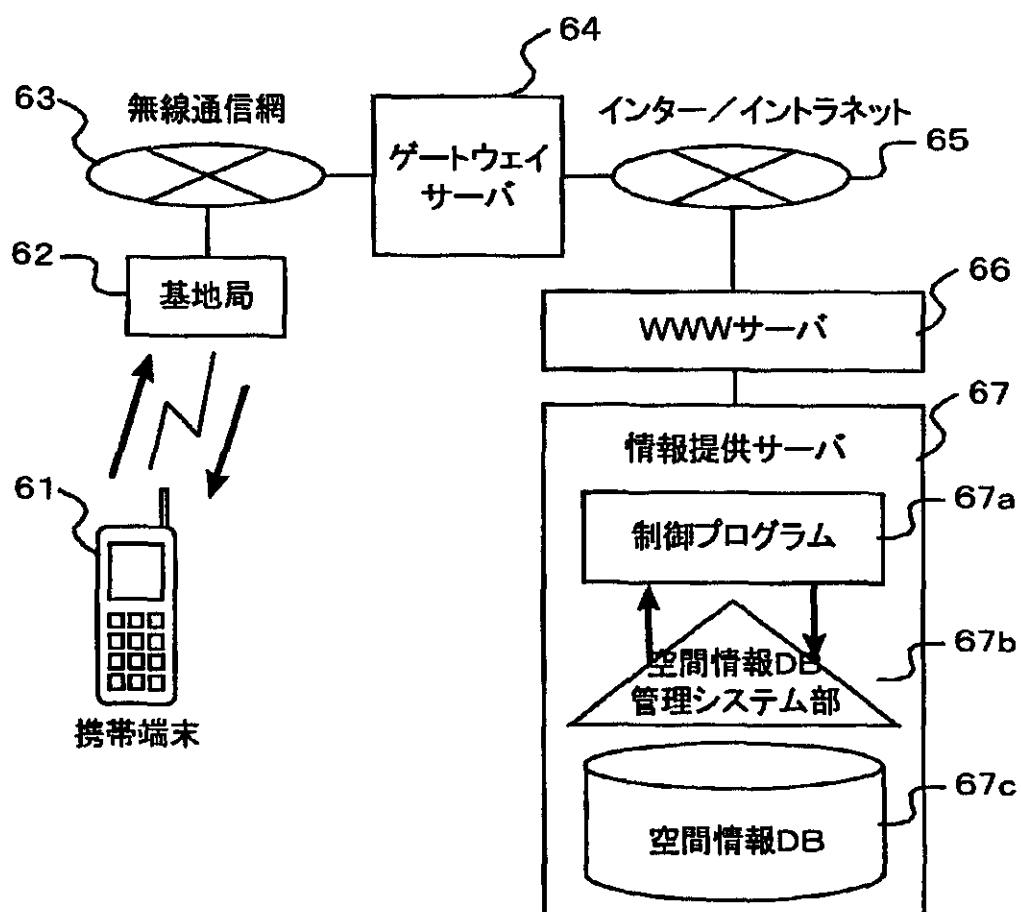 64
63
無線通信網
インター／イントラネット
ゲートウェイ
サーバ
65
62
基地局
66
WWWサーバ
67
情報提供サーバ
61
67a
制御プログラム
67b
空間情報DB
管理システム部
携帯端末
67c
空間情報DB